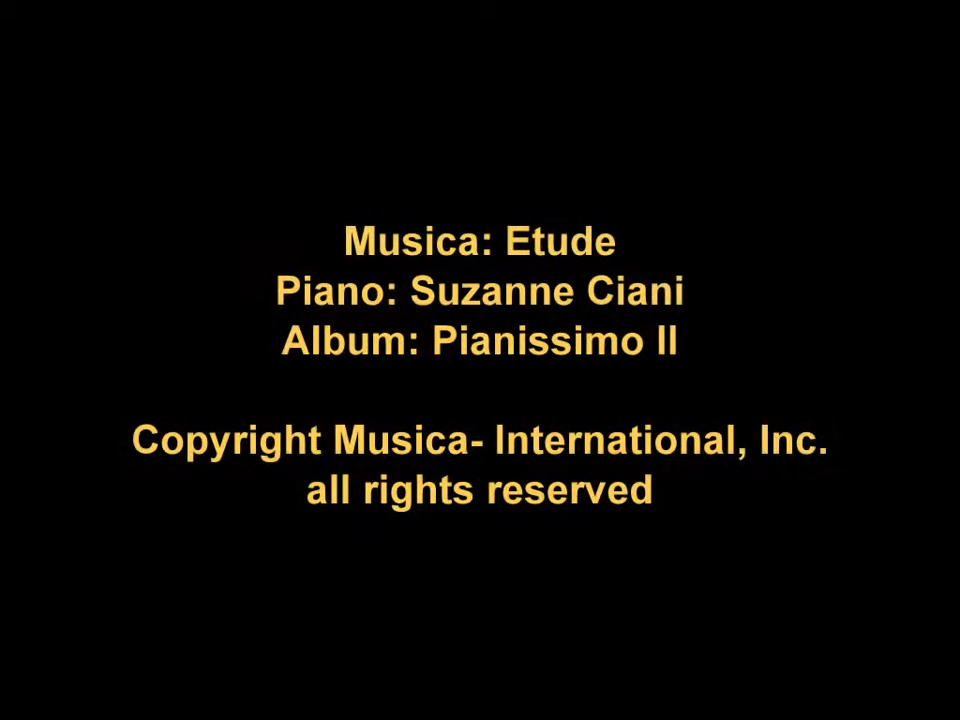 Musica: Etude
Piano: Suzanne Ciani
Album: Pianissimo II
Copyright Musica- International, Inc.
all rights reserved